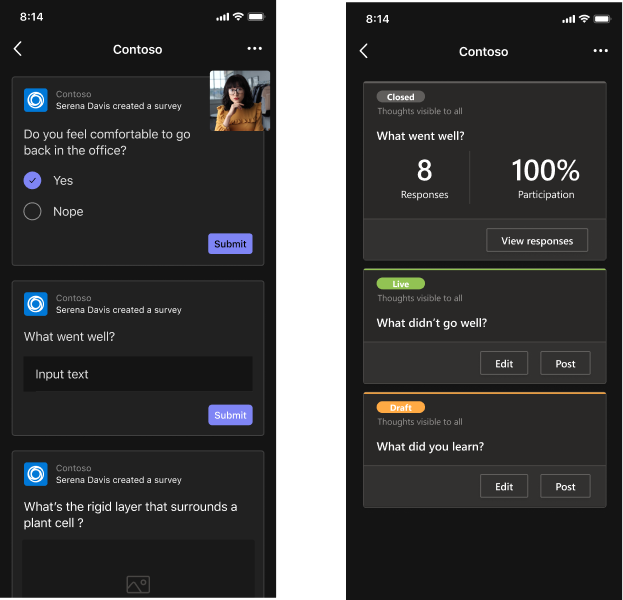 8:14
Contoso
Contoso
Serena Davis created a survey
Do you feel comfortable to go
back in the office?
Yes
Nope
Submit
Contoso
Serena Davis created a survey
What went well?
Input text
Submit
Contoso
Serena Davis created a survey
What's the rigid layer that surrounds a
plant cell ?
8:14
Contoso
Closed
Thoughts visible to all
What went well?
8 100%
Responses Participation
View responses
Live
Thoughts visible to all
What didn't go well?
Edit Post
Draft
Thoughts visible to all
What did you learn?
Edit Post